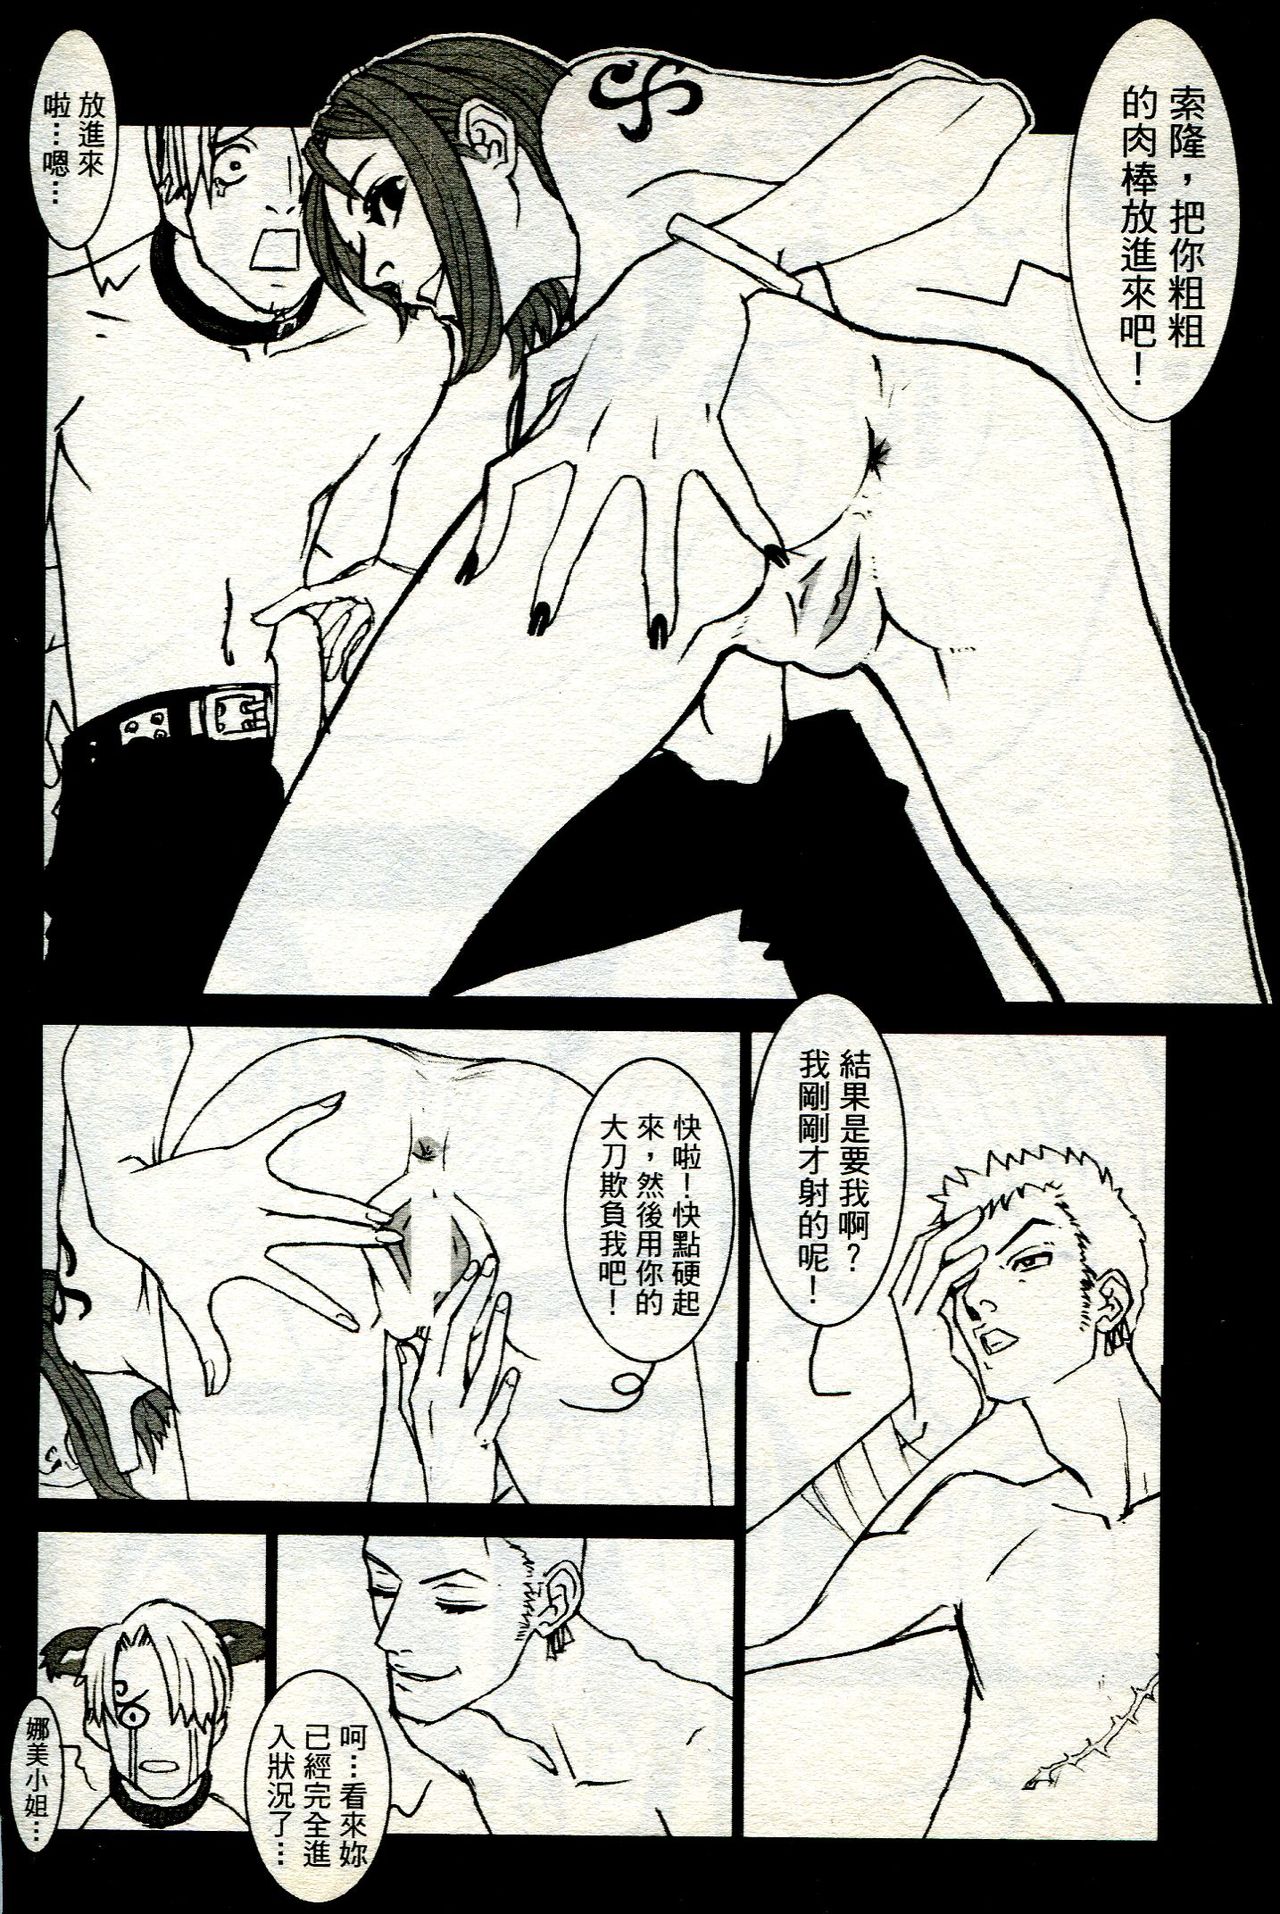 索隆，把你粗粗
的肉棒放進來吧！
放進來
啦…嗯…
結果是要我啊？
我剛剛才射的呢！
快啦！快點硬起
來，然後用你的
大刀欺負我吧！
呵…看來妳
已經完全進
入狀況了…
娜美小姐…